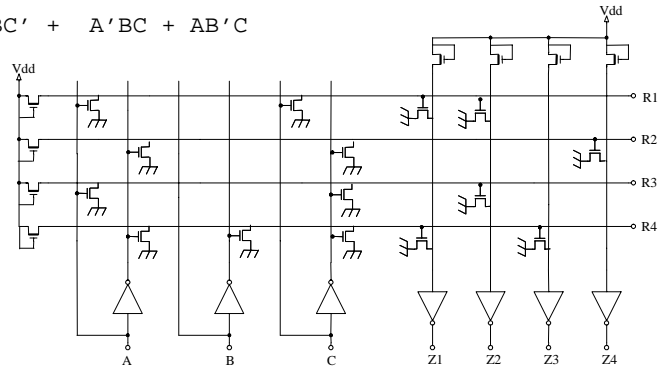 BC' + A'BC + AB'C
Vdd
Vdd
R1
R2
R3
R4
A B C Z1 Z2 Z3 Z4